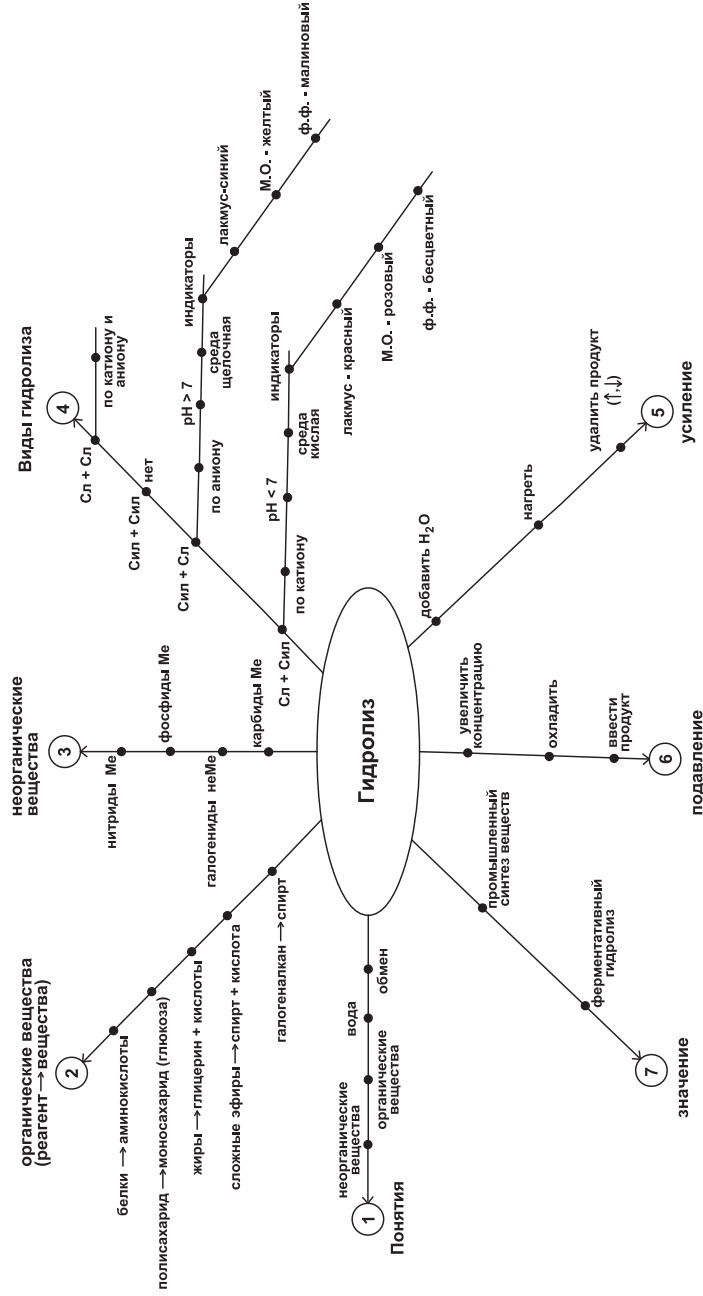 Гидролиз
1
Понятия
неорганические
вещества
органические
вещества
вода
обмен
2
органические вещества
(реагент→вещества)
белки → аминокислоты
полисахарид →моносахарид (глюкоза)
жиры →глицерин + кислоты
сложные эфиры→спирт + кислота
галогеналкан →спирт
3
неорганические
вещества
нитриды Ме
фосфиды Ме
галогениды неМе
карбиды Ме
4
Виды гидролиза
Сл + Сл
по катиону и
аниону
Сил + Сил
нет
Сил + Сл
по аниону
pH > 7
среда
щелочная
индикаторы
лакмус-синий
М.О. - желтый
ф.ф. - малиновый
Сл + Сил
по катиону
pH < 7
среда
кислая
индикаторы
лакмус - красный
М.О. - розовый
ф.ф. - бесцветный
5
усиление
добавить H₂O
нагреть
удалить продукт
(↑,↓)
6
подавление
увеличить
концентрацию
охладить
ввести
продукт
7
значение
промышленный
синтез веществ
ферментативный
гидролиз